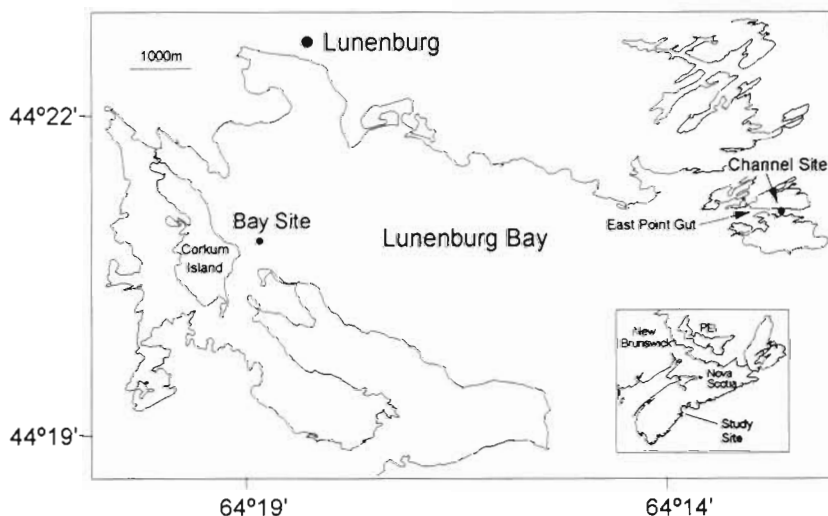 Lunenburg
1000m
44°22'
Channel Site
East Point Gut
Bay Site
Lunenburg Bay
Corkum
Island
New
Brunswick
PEI
Nova
Scotia
Study
Site
44°19'
64°19'
64°14'